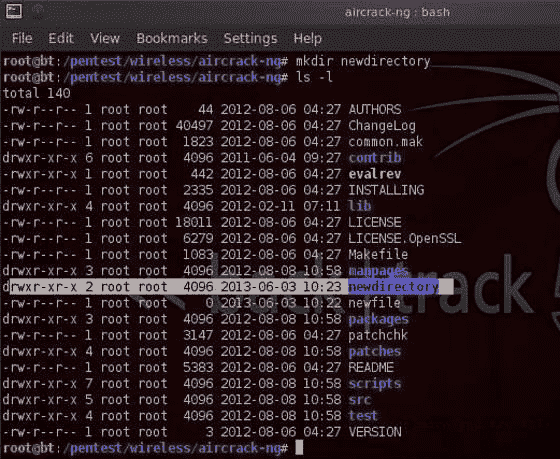 aircrack-ng : bash
File Edit View Bookmarks Settings Help
root@bt:/pentest/wireless/aircrack-ng# mkdir newdirectory
root@bt:/pentest/wireless/aircrack-ng# ls -l
total 140
-rw-r--r-- 1 root root 44 2012-08-06 04:27 AUTHORS
-rw-r--r-- 1 root root 40497 2012-08-06 04:27 ChangeLog
-rw-r--r-- 1 root root 1823 2012-08-06 04:27 common.mak
drwxr-xr-x 6 root root 4096 2011-06-04 09:27 contrib
-rwxr-xr-x 1 root root 442 2012-08-06 04:27 evalrev
-rw-r--r-- 1 root root 2335 2012-08-06 04:27 INSTALLING
drwxr-xr-x 4 root root 4096 2012-02-11 07:11 lib
-rw-r--r-- 1 root root 18011 2012-08-06 04:27 LICENSE
-rw-r--r-- 1 root root 6279 2012-08-06 04:27 LICENSE.OpenSSL
-rw-r--r-- 1 root root 1083 2012-08-06 04:27 Makefile
drwxr-xr-x 3 root root 4096 2012-08-08 10:58 manpages
drwxr-xr-x 2 root root 4096 2013-06-03 10:23 newdirectory
-rw-r--r-- 1 root root 0 2013-06-03 10:22 newfile
drwxr-xr-x 3 root root 4096 2012-08-08 10:58 packages
-rw-r--r-- 1 root root 3147 2012-08-06 04:27 patchchk
drwxr-xr-x 4 root root 4096 2012-08-08 10:58 patches
-rw-r--r-- 1 root root 5383 2012-08-06 04:27 README
drwxr-xr-x 7 root root 4096 2012-08-08 10:58 scripts
drwxr-xr-x 5 root root 4096 2012-08-08 10:58 src
drwxr-xr-x 4 root root 4096 2012-08-08 10:58 test
-rw-r--r-- 1 root root 3 2012-08-06 04:27 VERSION
root@bt:/pentest/wireless/aircrack-ng#